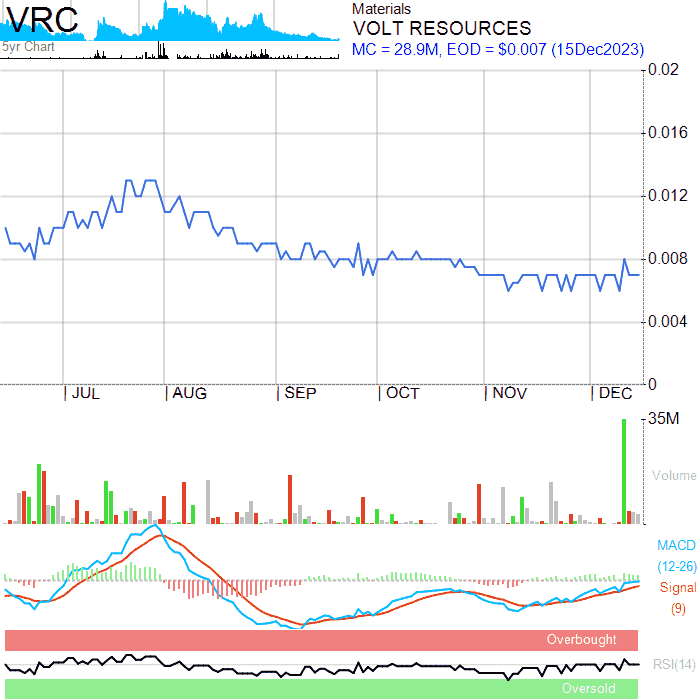 VRC
5yr Chart
Materials
VOLT RESOURCES
MC = 28.9M, EOD = $0.007 (15Dec2023)
0.02
0.016
0.012
0.008
0.004
0
JUL AUG SEP OCT NOV DEC
35M
Volume
MACD
(12-26)
Signal
(9)
Overbought
RSI(14)
Oversold